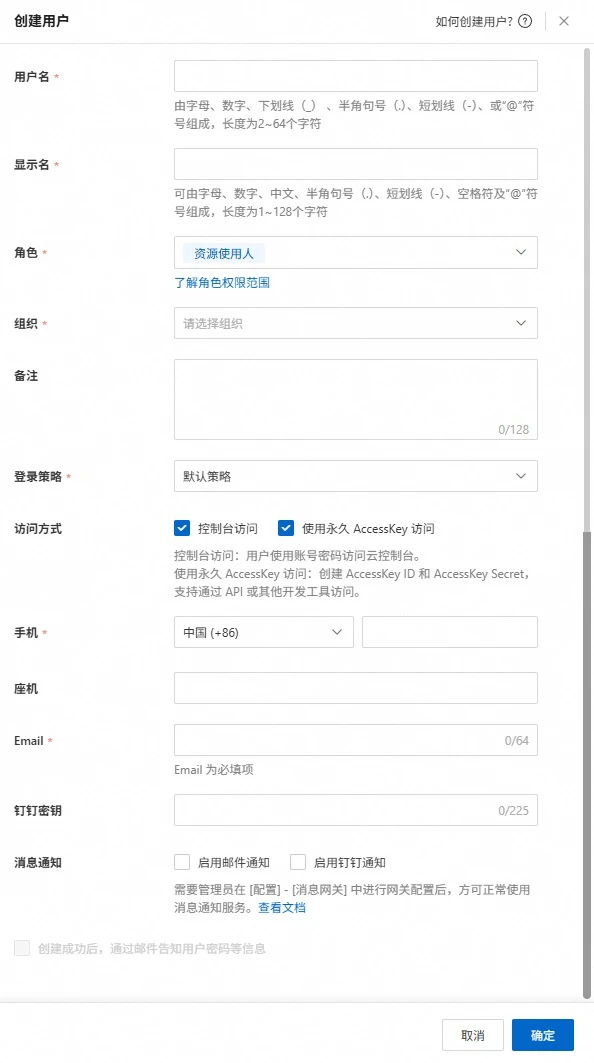 创建用户
如何创建用户? ?
用户名 *
由字母、数字、下划线（_）、半角句号（.）、短划线（-）、或“@”符
号组成，长度为2~64个字符
显示名 *
可由字母、数字、中文、半角句号（.）、短划线（-）、空格符及“@”符
号组成，长度为1~128个字符
角色 *
资源使用人
了解角色权限范围
组织 *
请选择组织
备注
0/128
登录策略 *
默认策略
访问方式
控制台访问
使用永久 AccessKey 访问
控制台访问：用户使用账号密码访问云控制台。
使用永久 AccessKey 访问：创建 AccessKey ID 和 AccessKey Secret，
支持通过 API 或其他开发工具访问。
手机 *
中国 (+86)
座机
Email *
0/64
Email 为必填项
钉钉密钥
0/225
消息通知
启用邮件通知
启用钉钉通知
需要管理员在 [配置] - [消息网关] 中进行网关配置后，方可正常使用
消息通知服务。查看文档
创建成功后，通过邮件告知用户密码等信息
取消
确定